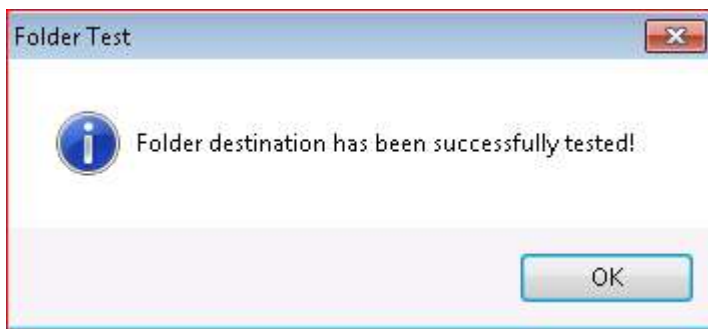 Folder Test
Folder destination has been successfully tested!
OK